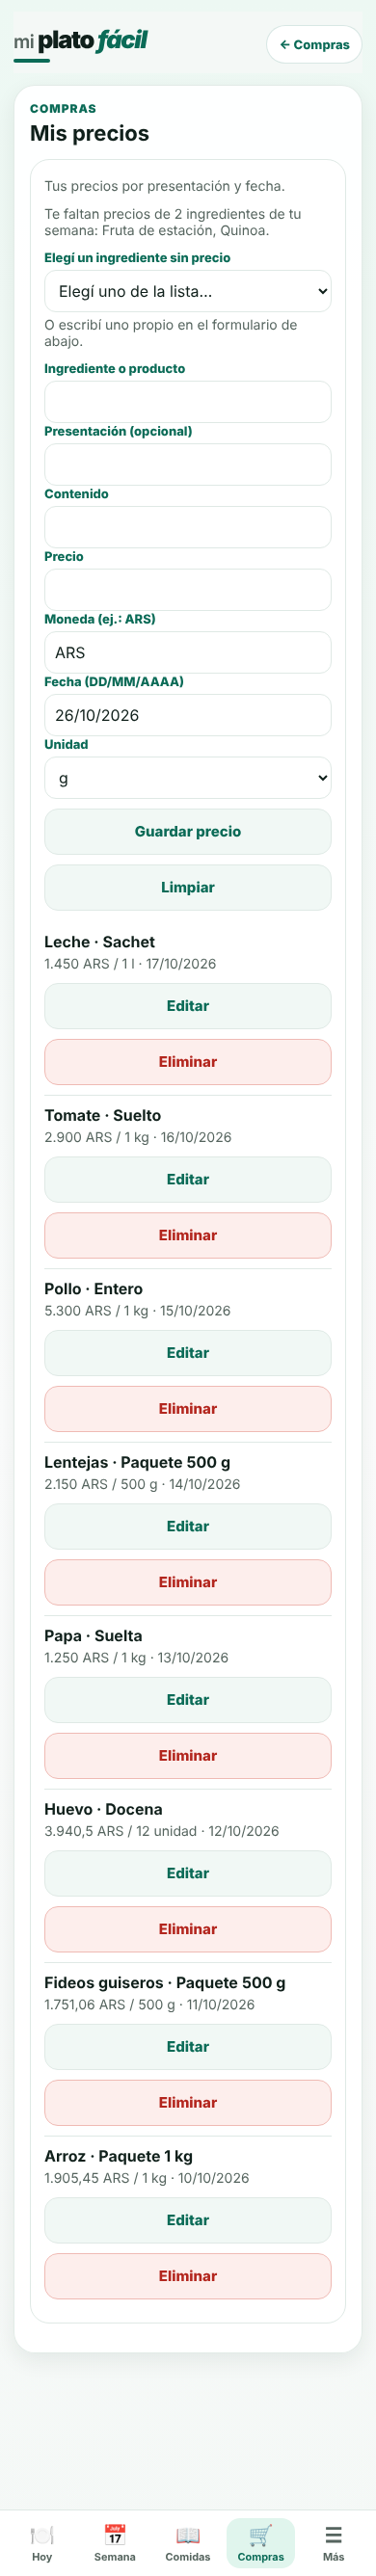 mi plato fácil
← Compras
COMPRAS
Mis precios
Tus precios por presentación y fecha.
Te faltan precios de 2 ingredientes de tu
semana: Fruta de estación, Quinoa.
Elegí un ingrediente sin precio
Elegí uno de la lista...
O escribí uno propio en el formulario de
abajo.
Ingrediente o producto
Presentación (opcional)
Contenido
Precio
Moneda (ej.: ARS)
ARS
Fecha (DD/MM/AAAA)
26/10/2026
Unidad
g
Guardar precio
Limpiar
Leche · Sachet
1.450 ARS / 1 l · 17/10/2026
Editar
Eliminar
Tomate · Suelto
2.900 ARS / 1 kg · 16/10/2026
Editar
Eliminar
Pollo · Entero
5.300 ARS / 1 kg · 15/10/2026
Editar
Eliminar
Lentejas · Paquete 500 g
2.150 ARS / 500 g · 14/10/2026
Editar
Eliminar
Papa · Suelta
1.250 ARS / 1 kg · 13/10/2026
Editar
Eliminar
Huevo · Docena
3.940,5 ARS / 12 unidad · 12/10/2026
Editar
Eliminar
Fideos guiseros · Paquete 500 g
1.751,06 ARS / 500 g · 11/10/2026
Editar
Eliminar
Arroz · Paquete 1 kg
1.905,45 ARS / 1 kg · 10/10/2026
Editar
Eliminar
Hoy
Semana
Comidas
Compras
Más